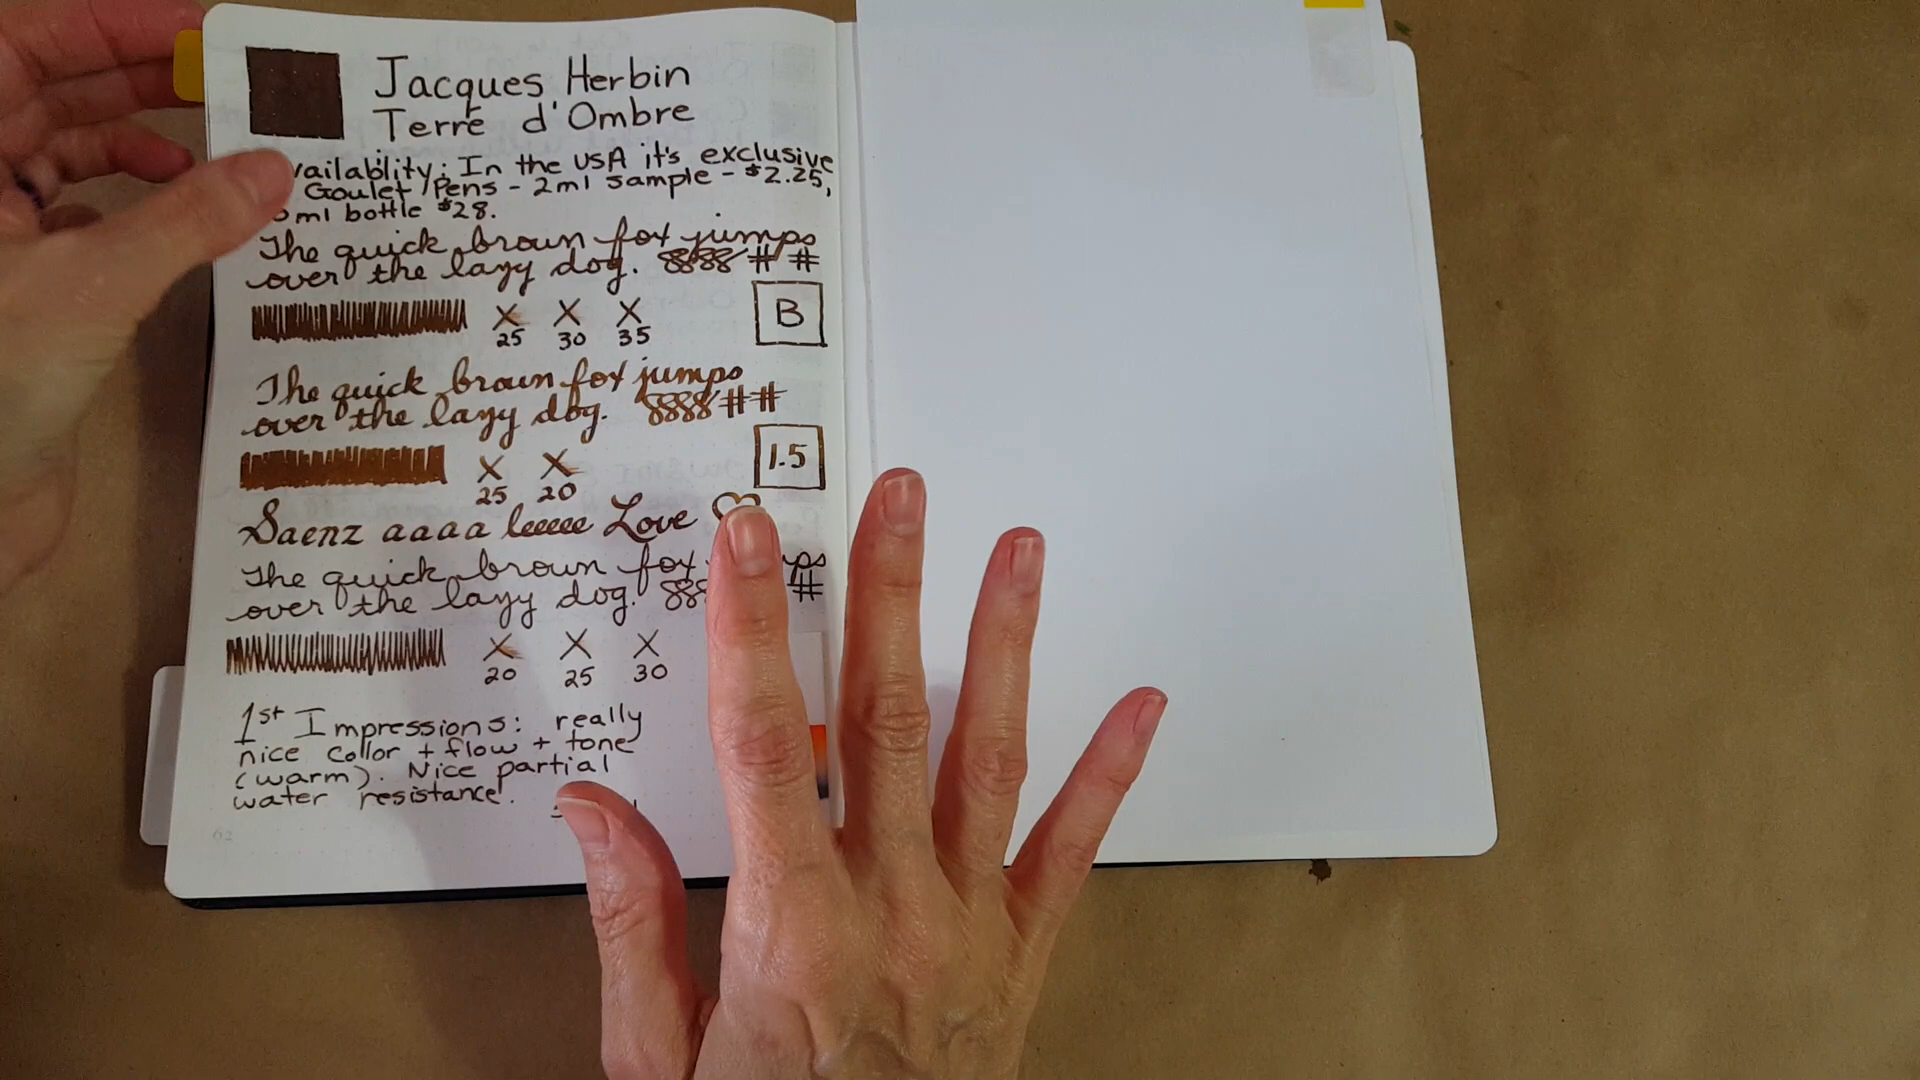 Jacques Herbin
Terre d'Ombre
vailablity: In the USA it's exclusive
Goulet Pens - 2ml sample - $2.25,
ml bottle $28.
The quick brown fox jumps
over the lazy dog. 8888 # #
X X X
25 30 35
B
The quick brown fox jumps
over the lazy dog. 8888 # #
X X
25 20
1.5
Saenz aaaa leeeee Love
The quick brown fox mps
over the lazy dog. 88 #
X X X
20 25 30
1st Impressions: really
nice color + flow + tone
(warm). Nice partial
water resistance.
62